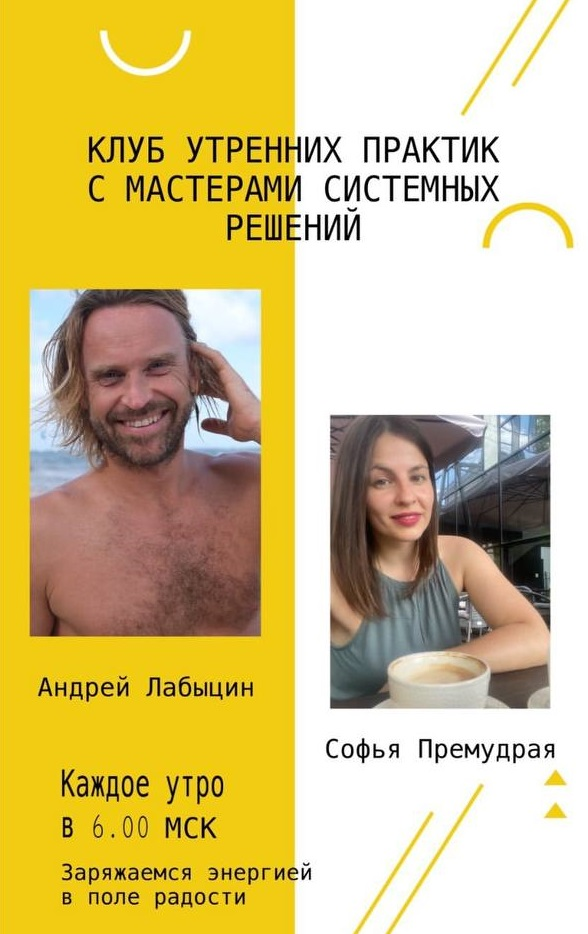 КЛУБ УТРЕННИХ ПРАКТИК
С МАСТЕРАМИ СИСТЕМНЫХ
РЕШЕНИЙ
Андрей Лабыцин
Софья Премудрая
Каждое утро
в 6.00 МСК
Заряжаемся энергией
в поле радости